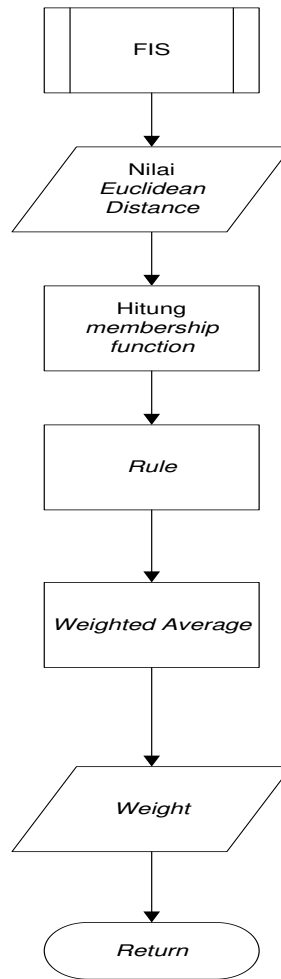 FIS
Nilai
Euclidean
Distance
Hitung
membership
function
Rule
Weighted Average
Weight
Return